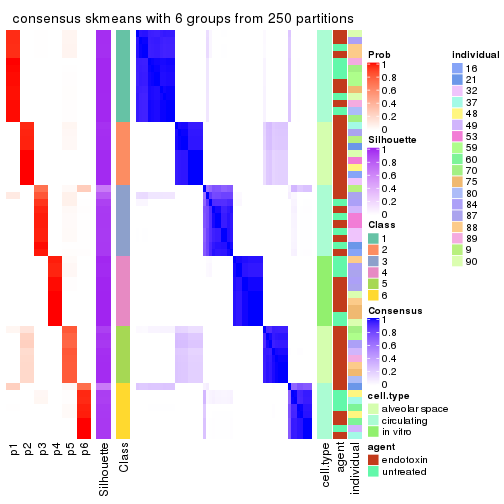 consensus skmeans with 6 groups from 250 partitions
p1
p2
p3
p4
p5
p6
Silhouette
Class
cell.type
agent
individual
Prob
1
0.8
0.6
0.4
0.2
0
Silhouette
1
0.8
0.6
0.4
0.2
0
Class
1
2
3
4
5
6
Consensus
1
0.8
0.6
0.4
0.2
0
cell.type
alveolar space
circulating
in vitro
agent
endotoxin
untreated
individual
16
21
32
37
48
49
53
59
60
70
75
80
84
87
88
89
9
90